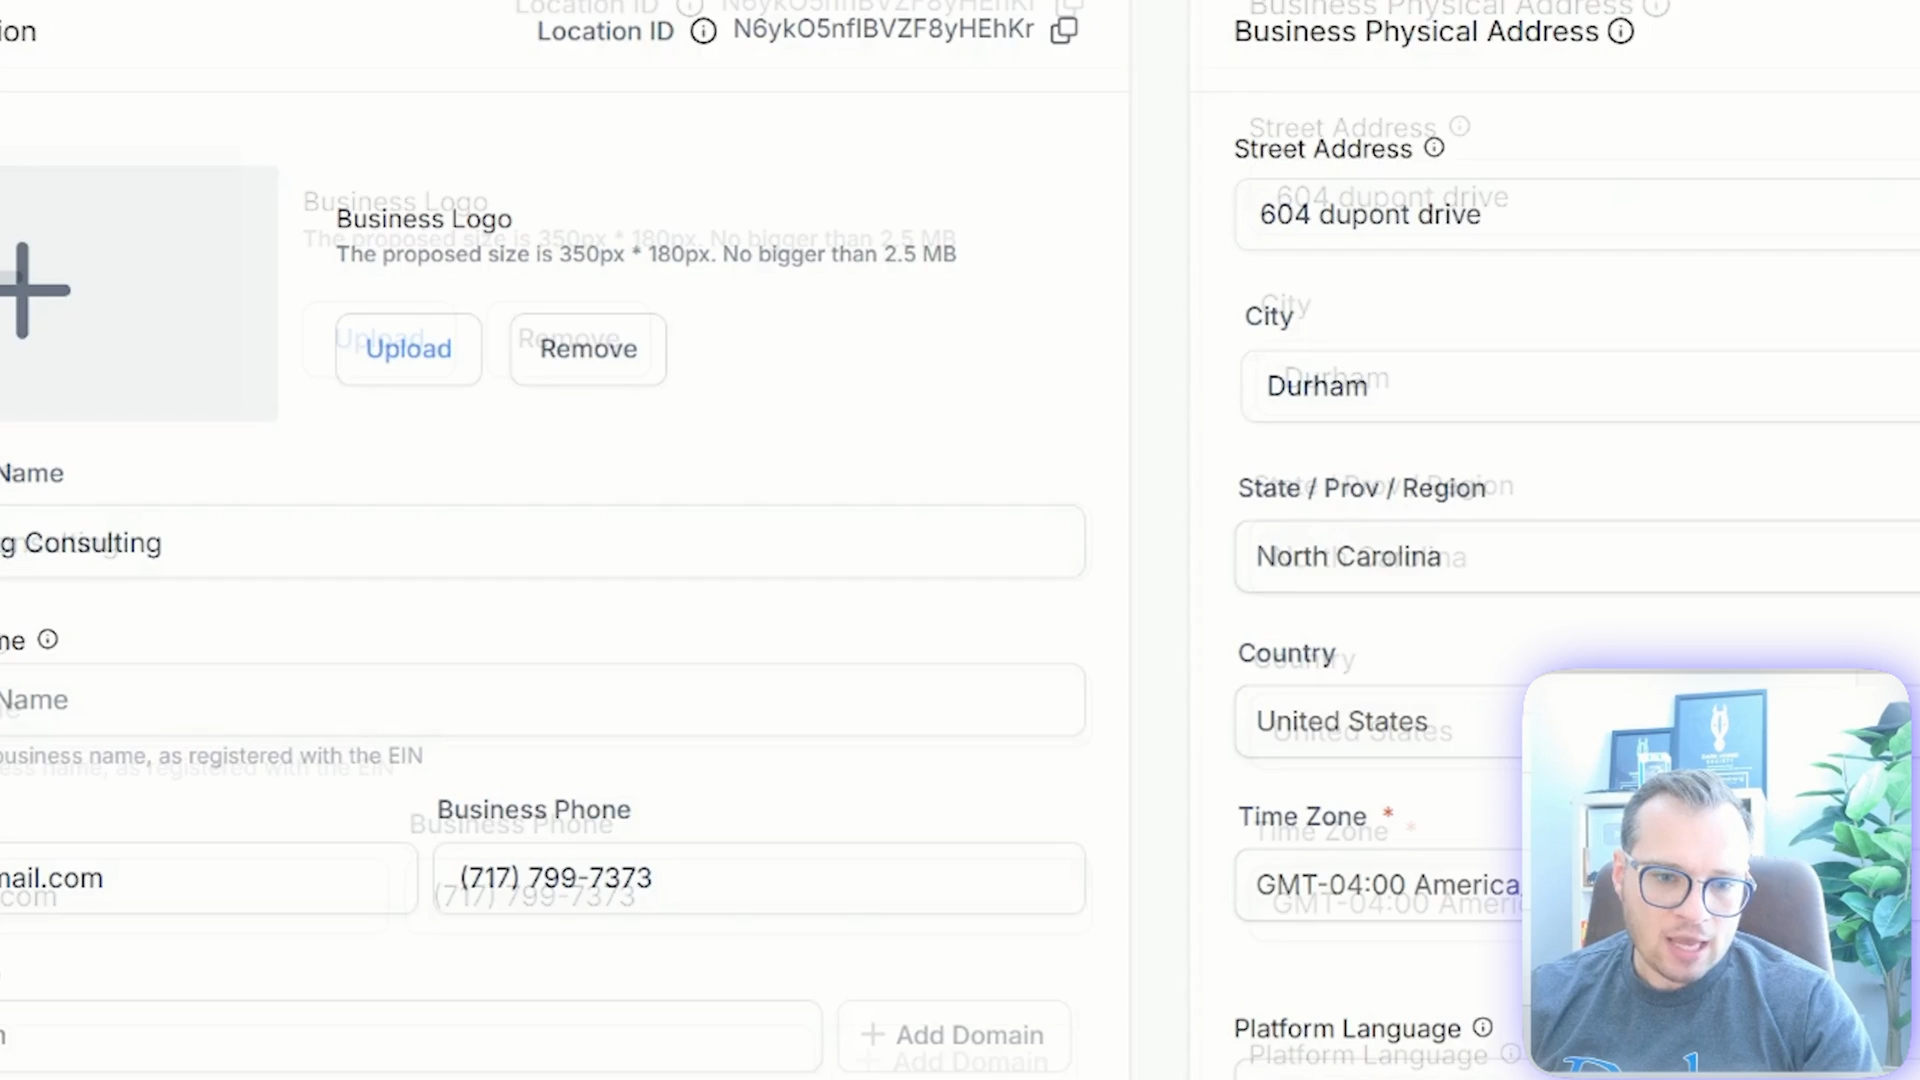 ion
Location ID N6ykO5nfIBVZF8yHEhKr
Business Logo
The proposed size is 350px * 180px. No bigger than 2.5 MB
Upload
Remove
Name
g Consulting
me
Name
business name, as registered with the EIN
Business Phone
mail.com
(717) 799-7373
+ Add Domain
Business Physical Address
Street Address
604 dupont drive
City
Durham
State / Prov / Region
North Carolina
Country
United States
Time Zone *
GMT-04:00 America
Platform Language